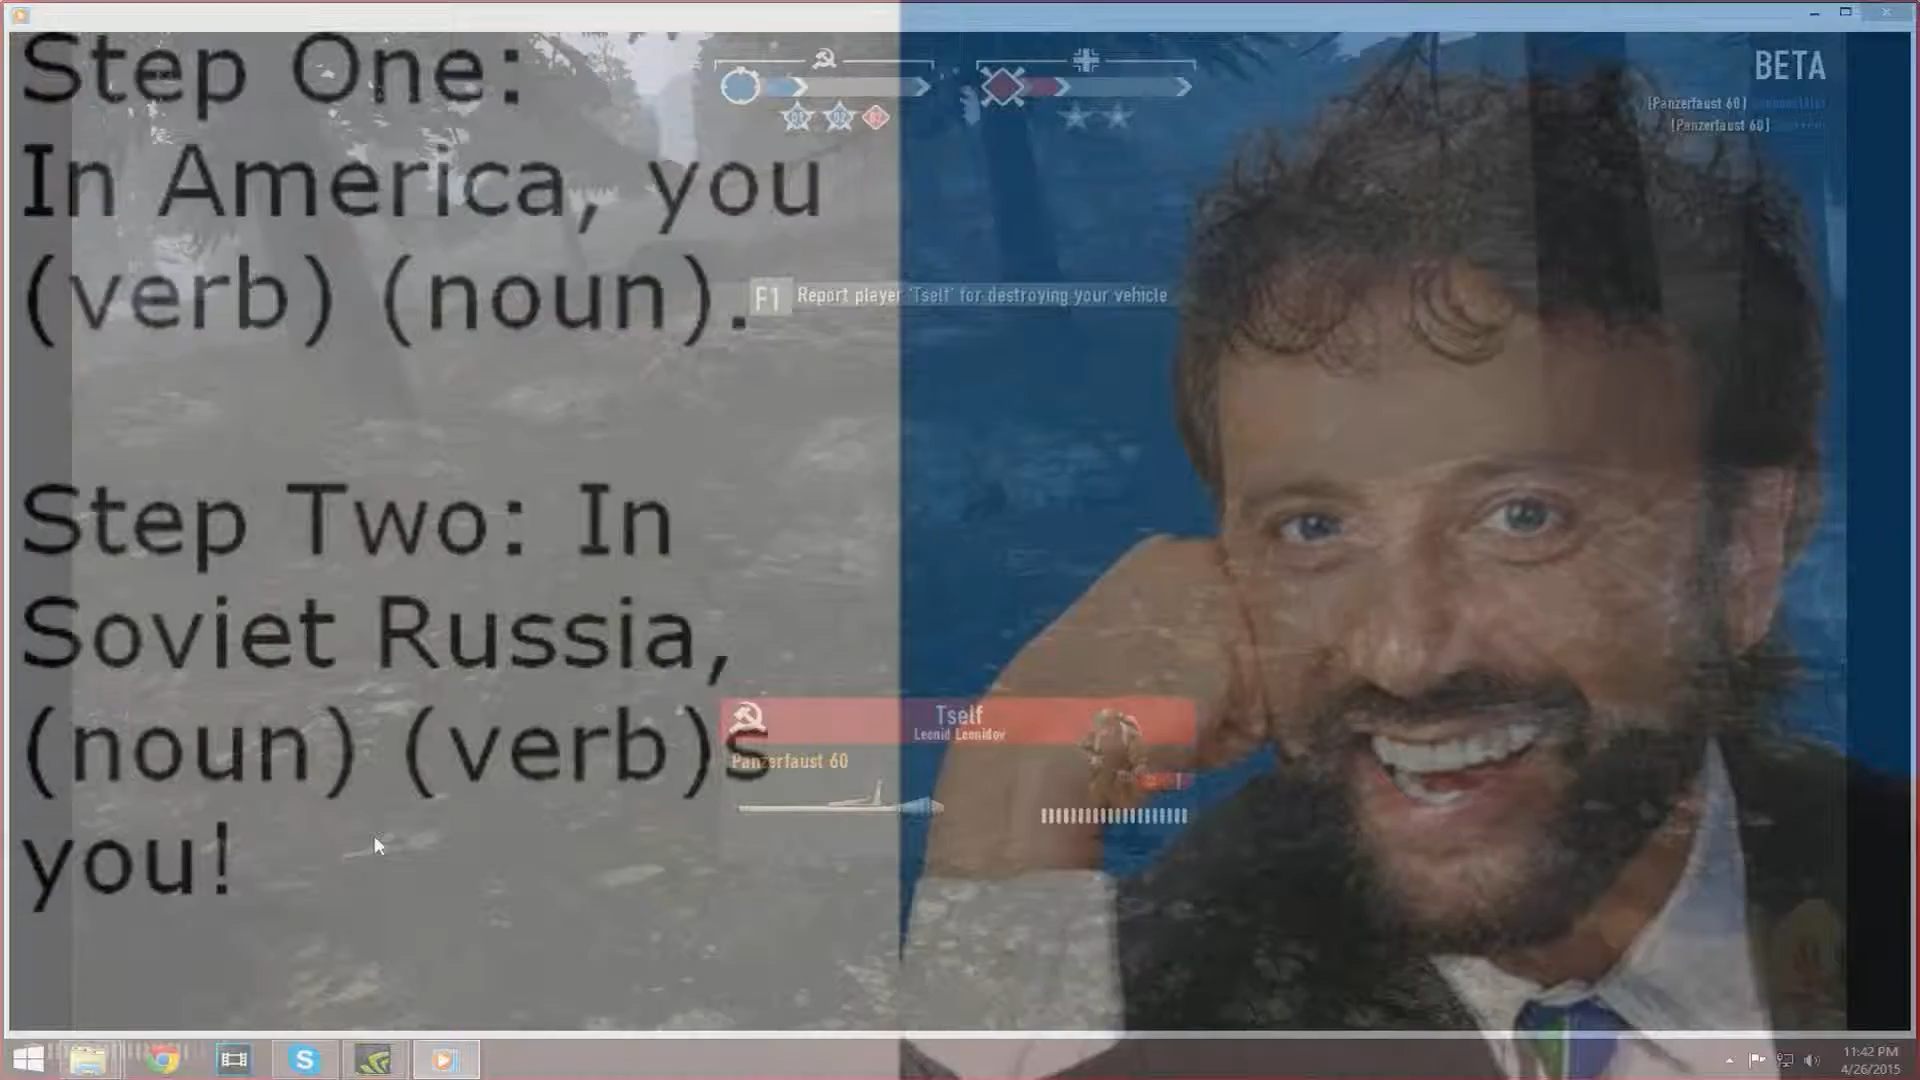 Step One:
In America, you
(verb) (noun).
Step Two: In
Soviet Russia,
(noun) (verb)s
you!
BETA
[Panzerfaust 60]
[Panzerfaust 60]
F1 Report player 'Tself' for destroying your vehicle
Tself
Leonid Leonidov
Panzerfaust 60
11:42 PM
4/26/2015